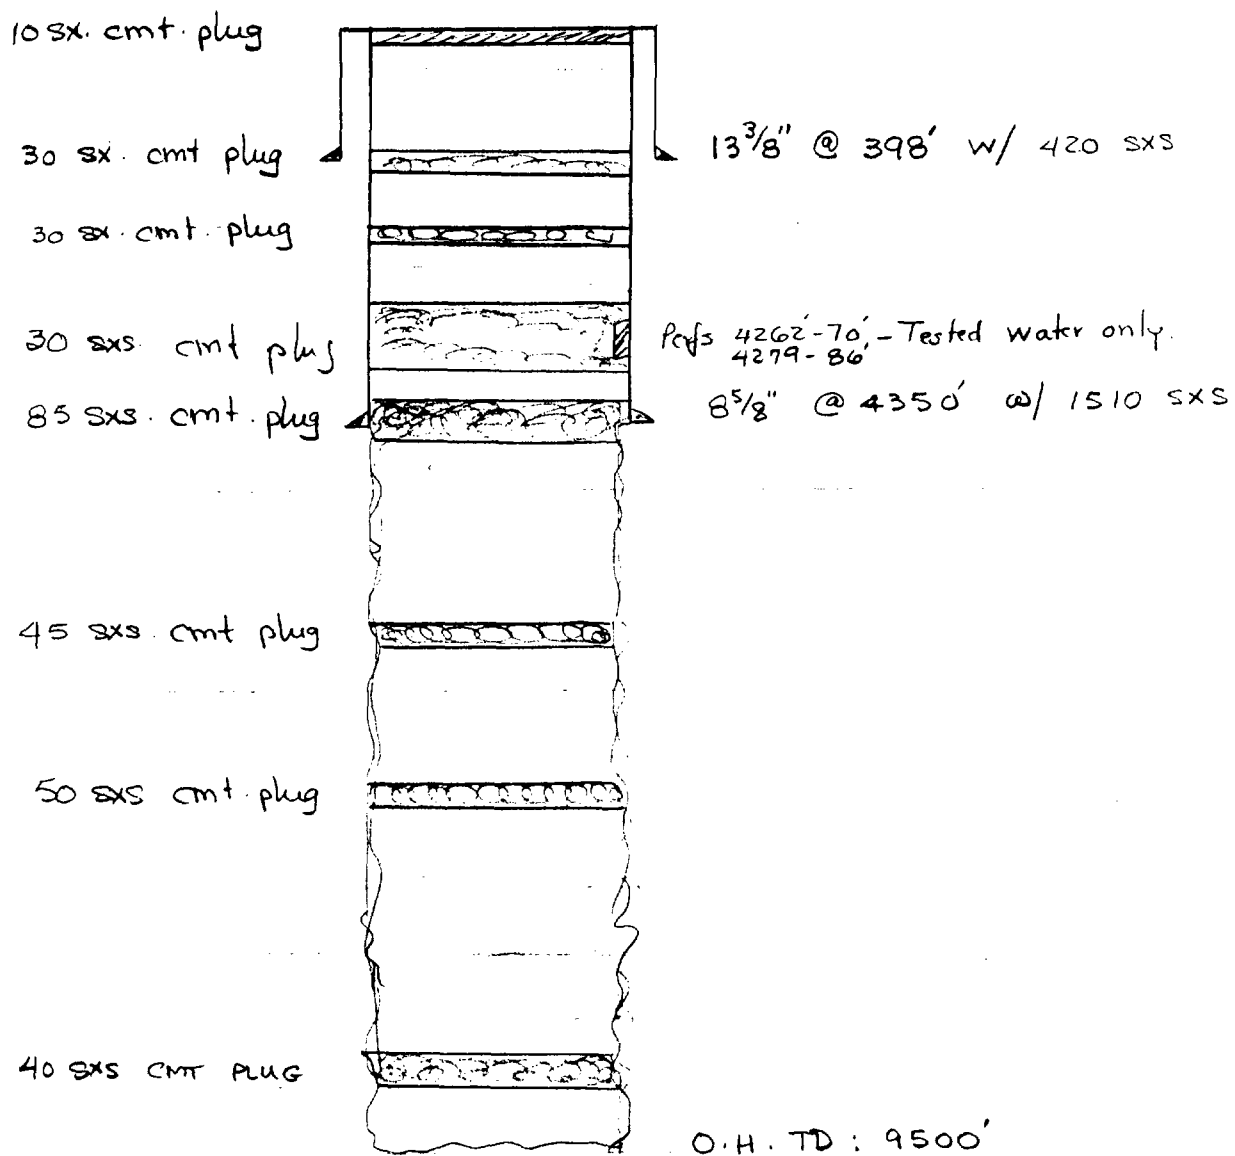 10 sx. cmt. plug
30 sx. cmt plug
13 3/8" @ 398' w/ 420 sxs
30 sx. cmt. plug
30 sxs. cmt plug
Perfs 4262'-70', - Tested water only.
4279 - 86'
85 sxs. cmt. plug
8 5/8" @ 4350' w/ 1510 sxs
45 sxs. cmt plug
50 sxs cmt. plug
40 sxs CMT PLUG
O.H. TD: 9500'